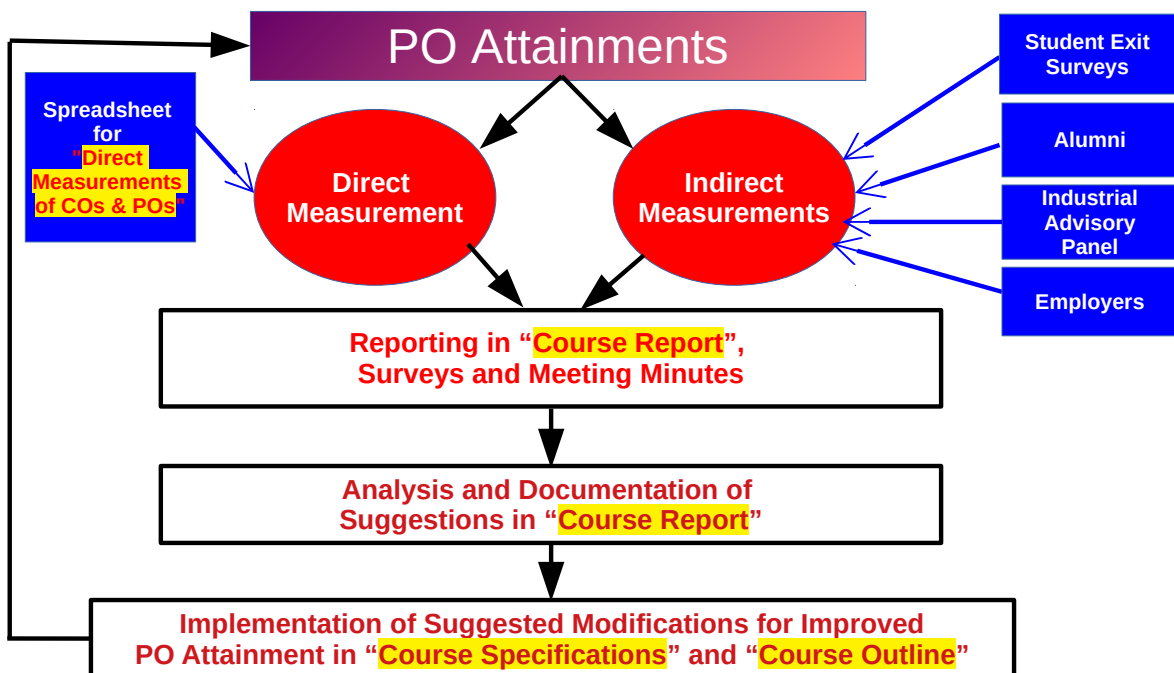 PO Attainments
Student Exit
Surveys
Spreadsheet
for
"Direct
Measurements
of COs & POs"
Alumni
Direct
Measurement
Indirect
Measurements
Industrial
Advisory
Panel
Employers
Reporting in “Course Report”,
Surveys and Meeting Minutes
Analysis and Documentation of
Suggestions in “Course Report”
Implementation of Suggested Modifications for Improved
PO Attainment in “Course Specifications” and “Course Outline”